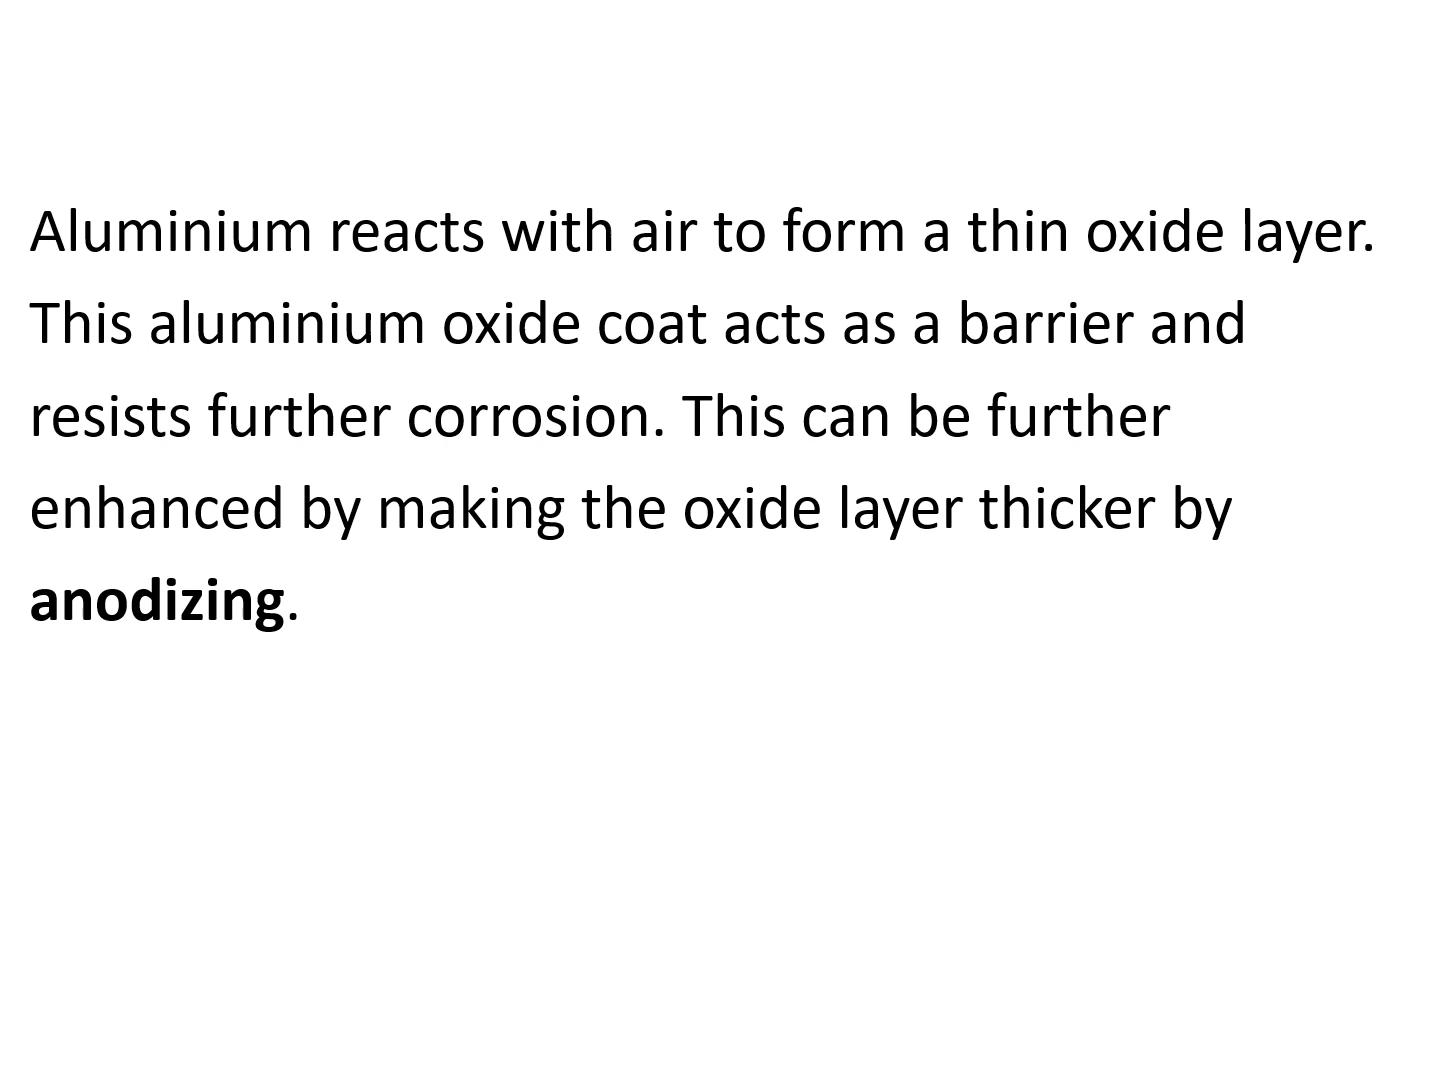 Aluminium reacts with air to form a thin oxide layer.
This aluminium oxide coat acts as a barrier and
resists further corrosion. This can be further
enhanced by making the oxide layer thicker by
anodizing.